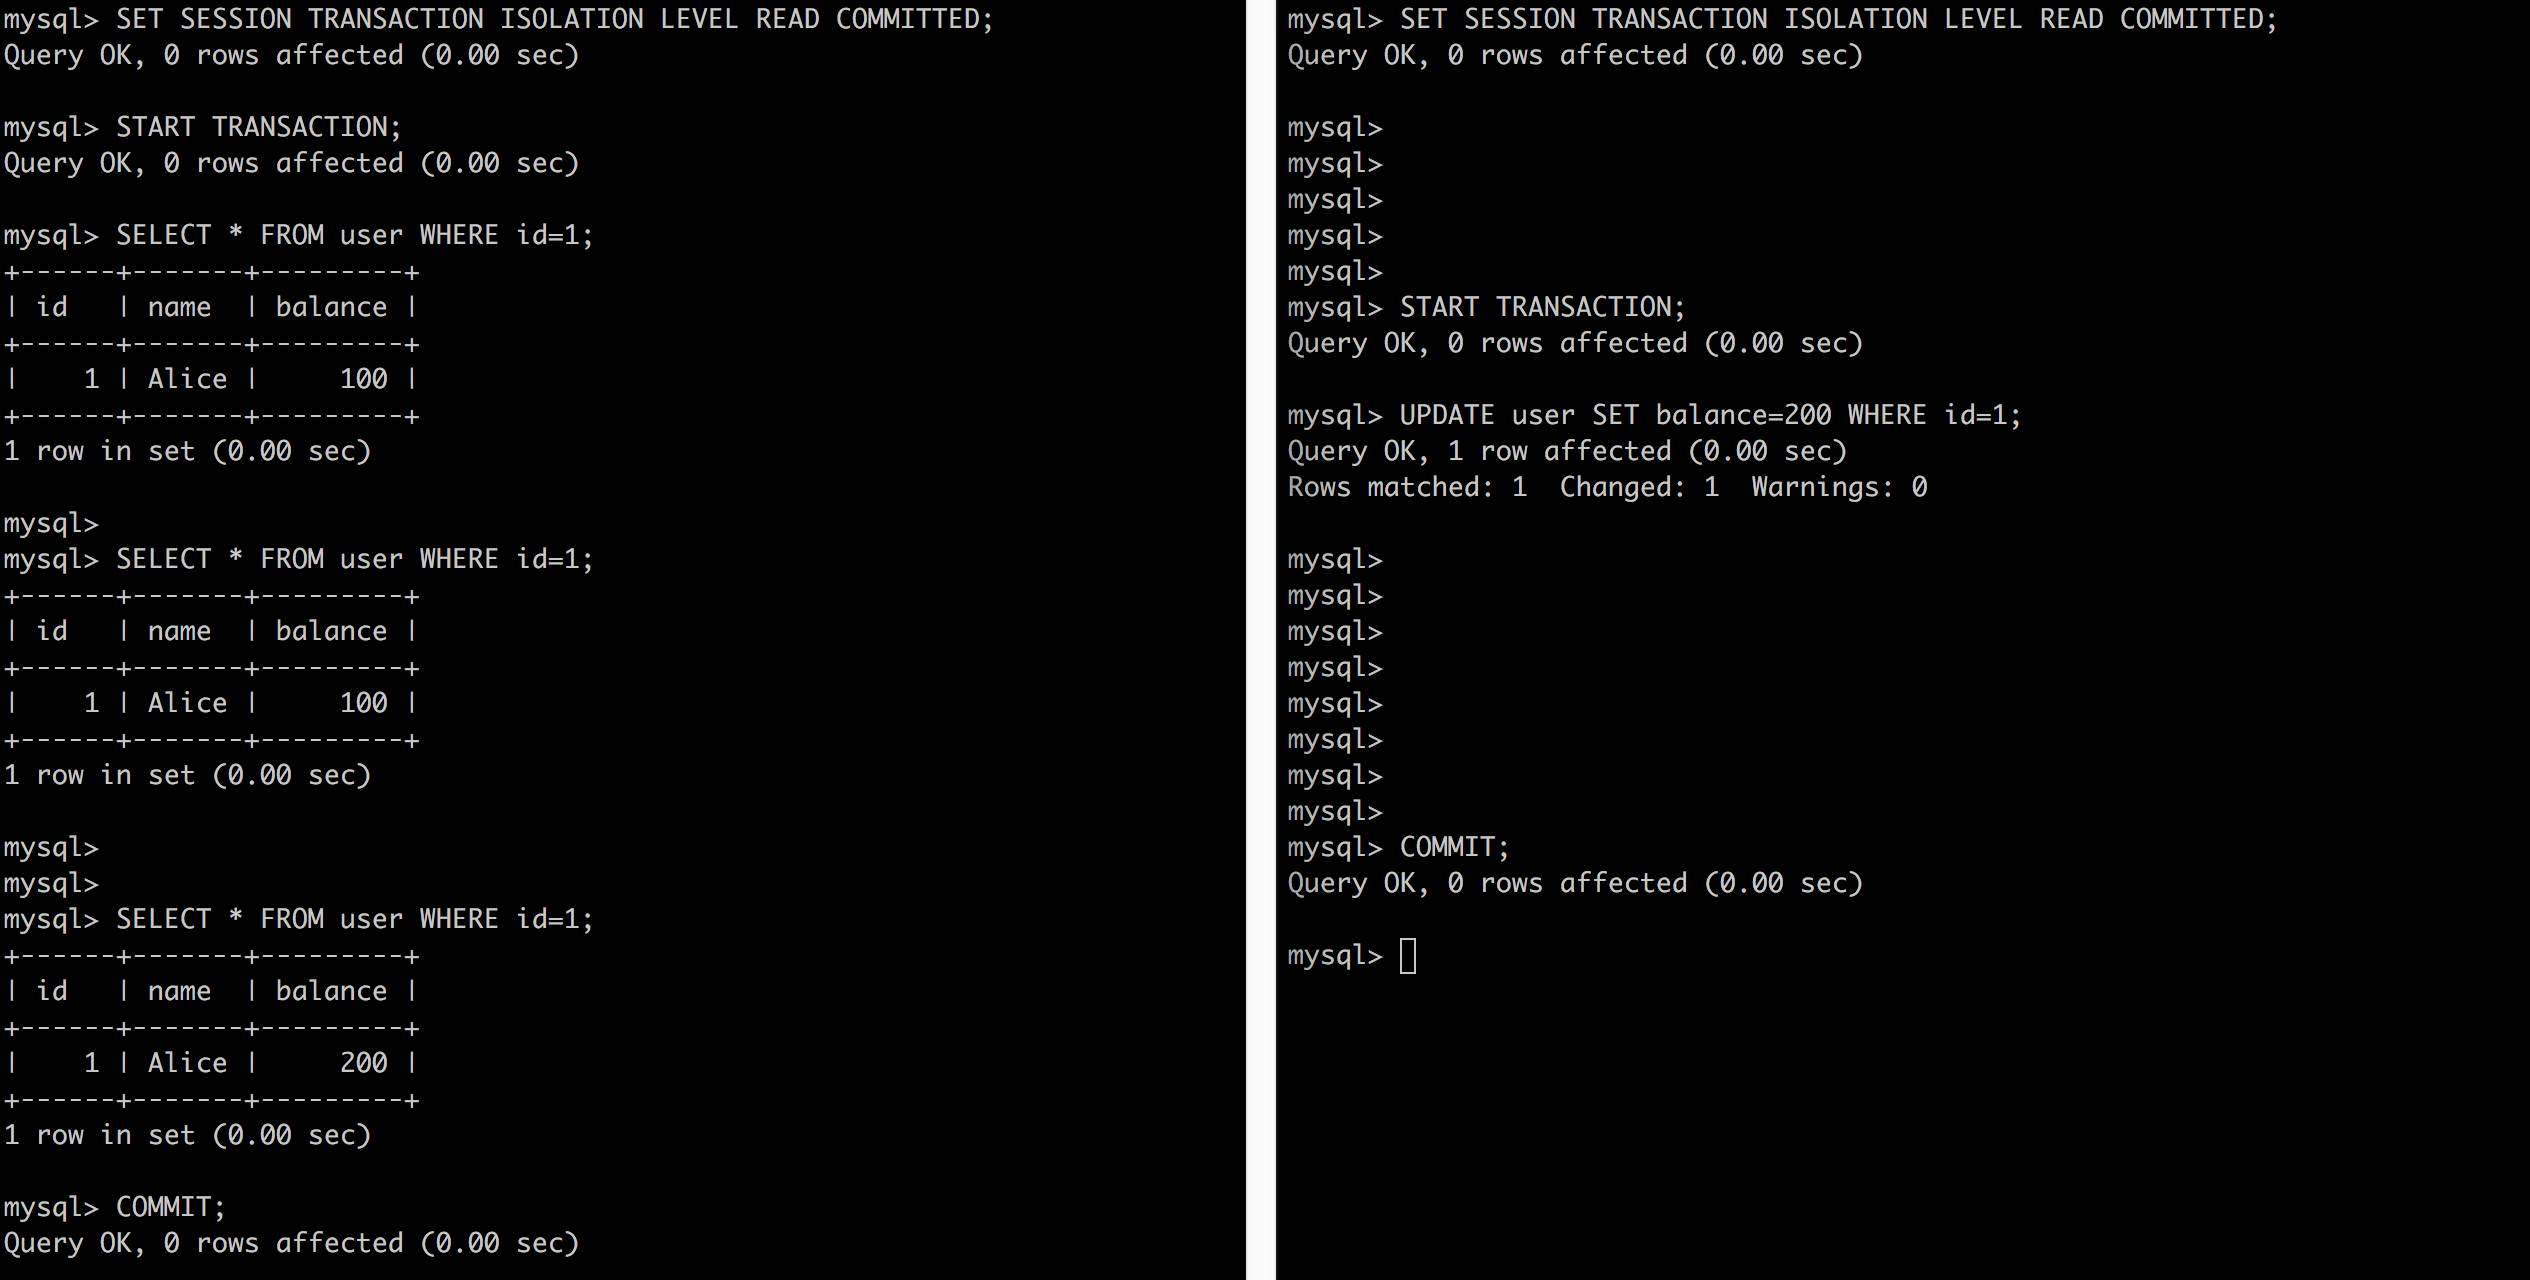 mysql> SET SESSION TRANSACTION ISOLATION LEVEL READ COMMITTED;
Query OK, 0 rows affected (0.00 sec)

mysql> START TRANSACTION;
Query OK, 0 rows affected (0.00 sec)

mysql> SELECT * FROM user WHERE id=1;
+------+-------+---------+
| id   | name  | balance |
+------+-------+---------+
|    1 | Alice |     100 |
+------+-------+---------+
1 row in set (0.00 sec)

mysql>
mysql> SELECT * FROM user WHERE id=1;
+------+-------+---------+
| id   | name  | balance |
+------+-------+---------+
|    1 | Alice |     100 |
+------+-------+---------+
1 row in set (0.00 sec)

mysql>
mysql>
mysql> SELECT * FROM user WHERE id=1;
+------+-------+---------+
| id   | name  | balance |
+------+-------+---------+
|    1 | Alice |     200 |
+------+-------+---------+
1 row in set (0.00 sec)

mysql> COMMIT;
Query OK, 0 rows affected (0.00 sec)

mysql> SET SESSION TRANSACTION ISOLATION LEVEL READ COMMITTED;
Query OK, 0 rows affected (0.00 sec)

mysql>
mysql>
mysql>
mysql>
mysql>
mysql> START TRANSACTION;
Query OK, 0 rows affected (0.00 sec)

mysql> UPDATE user SET balance=200 WHERE id=1;
Query OK, 1 row affected (0.00 sec)
Rows matched: 1  Changed: 1  Warnings: 0

mysql>
mysql>
mysql>
mysql>
mysql>
mysql>
mysql>
mysql>
mysql> COMMIT;
Query OK, 0 rows affected (0.00 sec)

mysql>